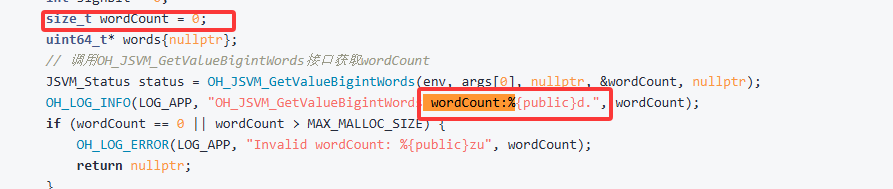 size_t wordCount = 0;
uint64_t* words{nullptr};
// 调用OH_JSVM_GetValueBigintWords接口获取wordCount
JSVM_Status status = OH_JSVM_GetValueBigintWords(env, args[0], nullptr, &wordCount, nullptr);
OH_LOG_INFO(LOG_APP, "OH_JSVM_GetValueBigintWords wordCount:%{public}d.", wordCount);
if (wordCount == 0 || wordCount > MAX_MALLOC_SIZE) {
OH_LOG_ERROR(LOG_APP, "Invalid wordCount: %{public}zu", wordCount);
return nullptr;
}